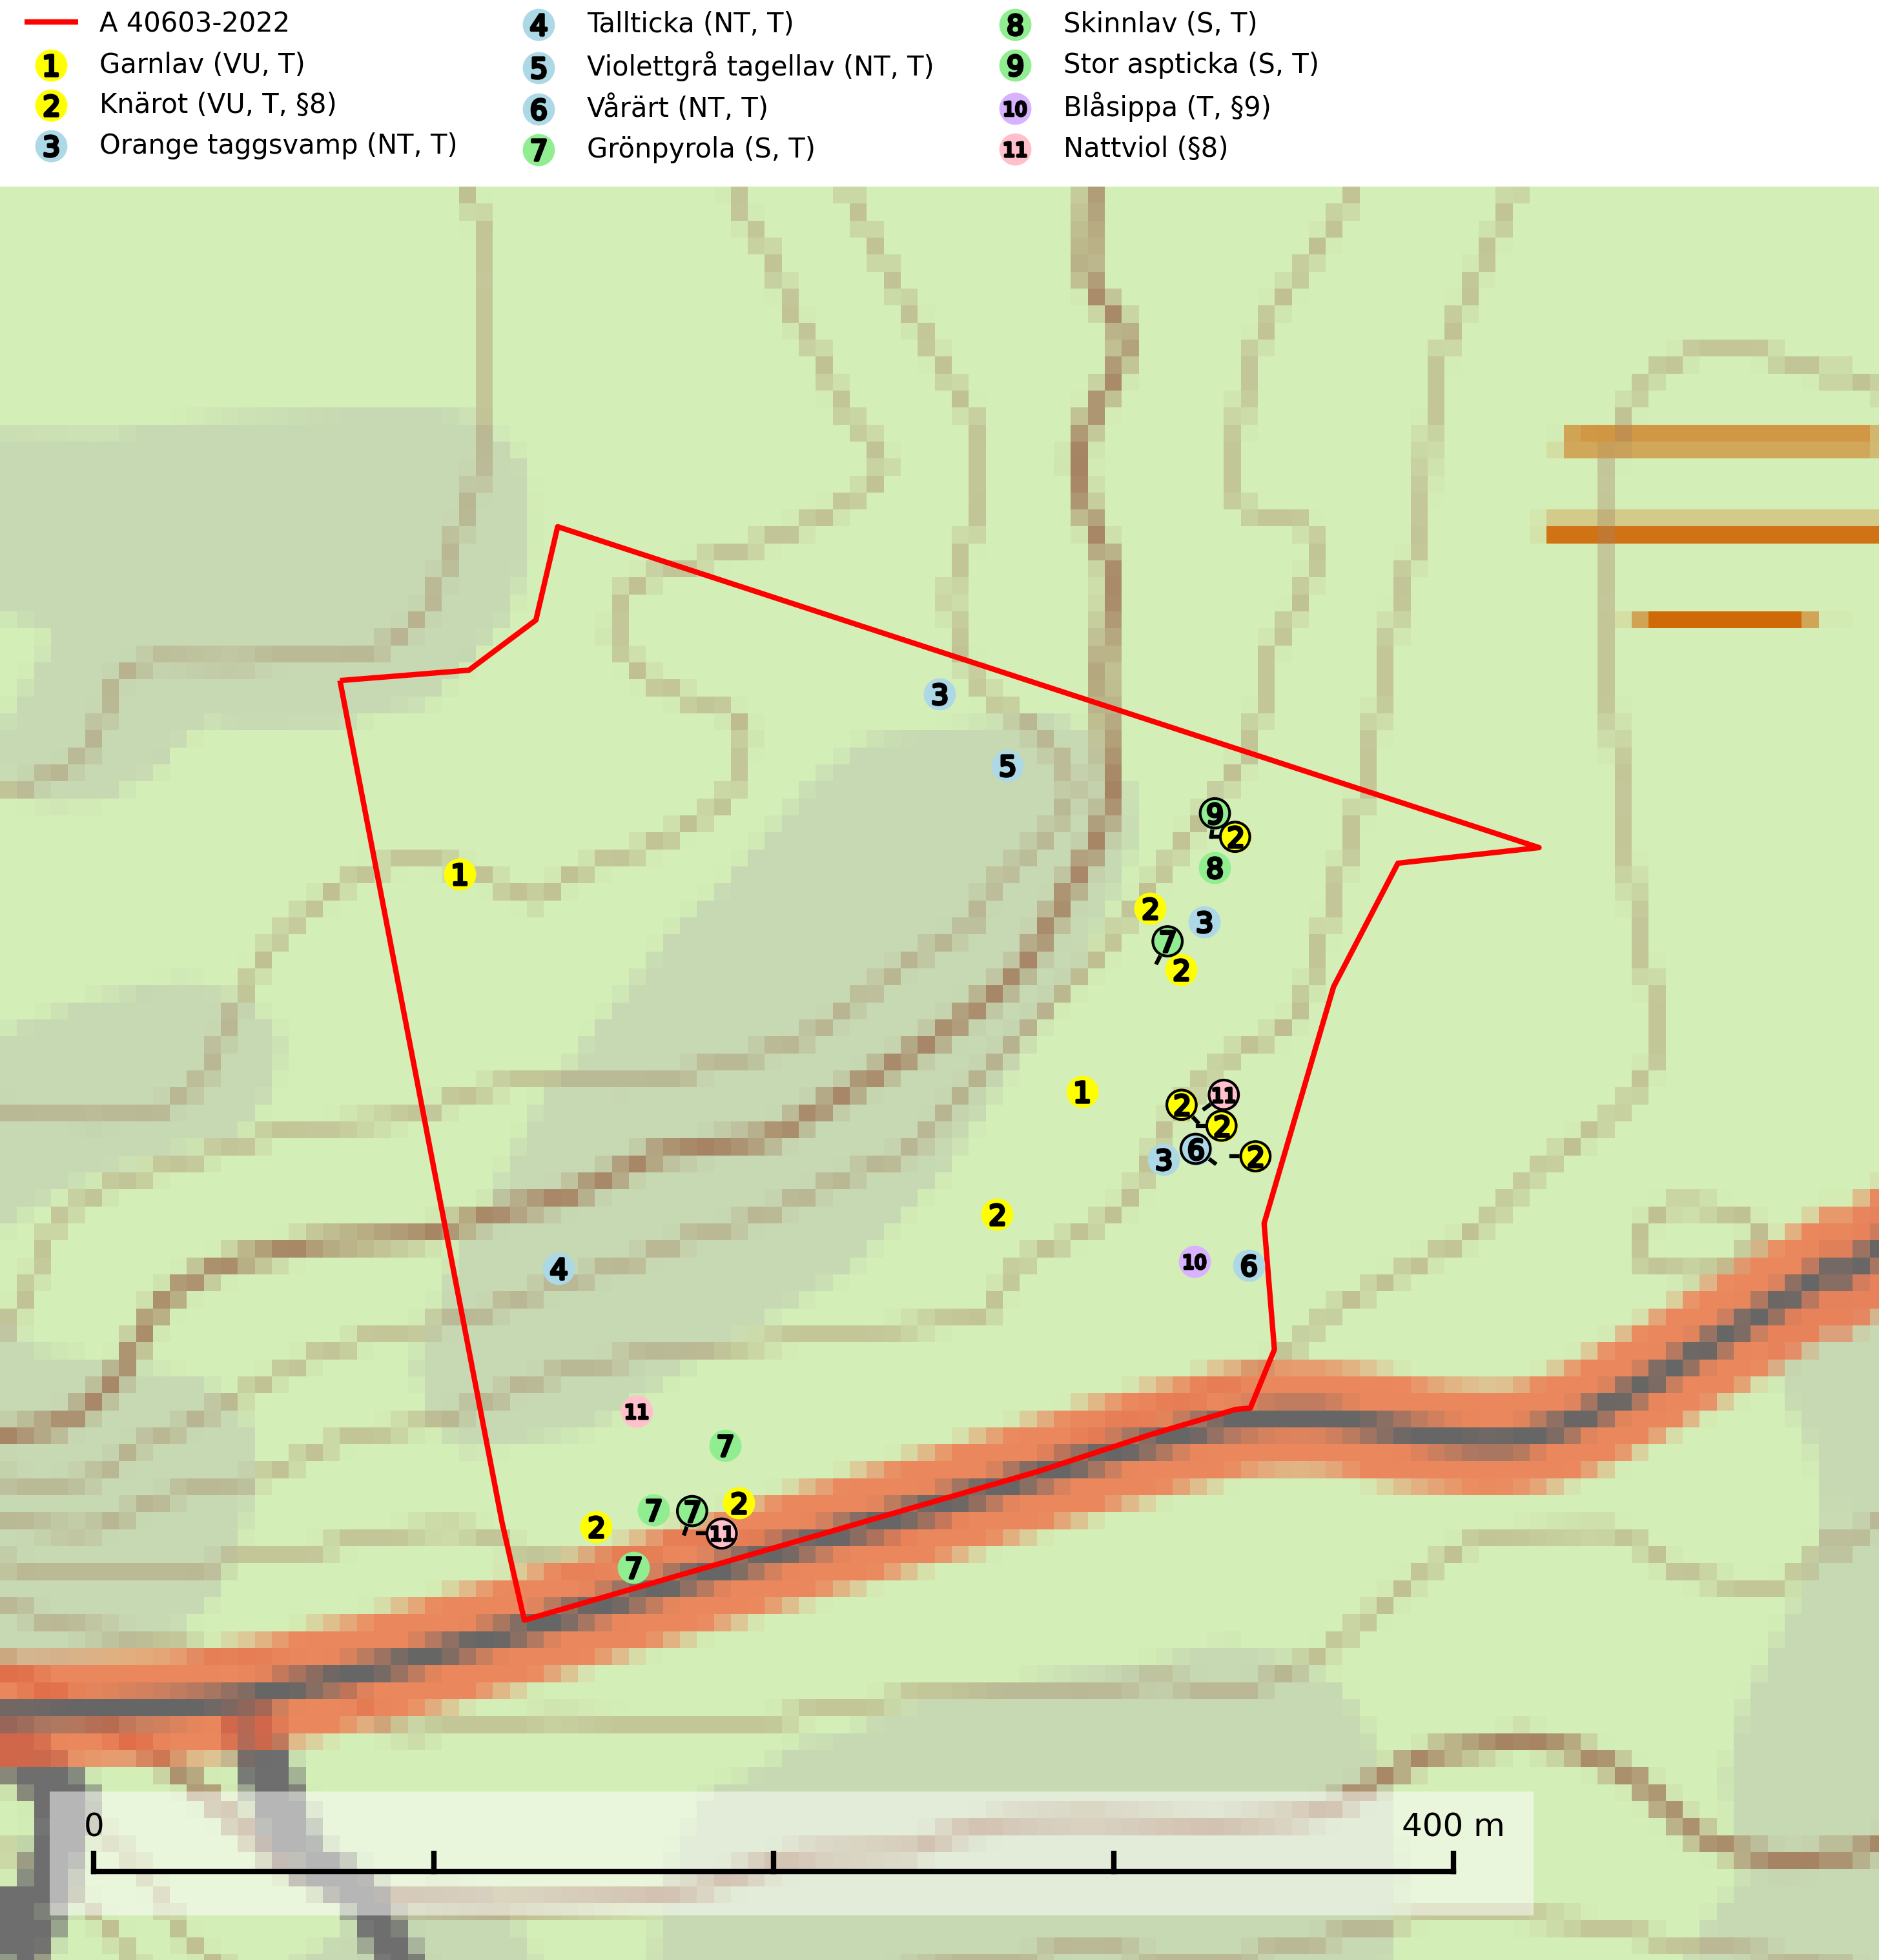 A 40603-2022
1 Garnlav (VU, T)
2 Knärot (VU, T, §8)
3 Orange taggsvamp (NT, T)
4 Tallticka (NT, T)
5 Violettgrå tagellav (NT, T)
6 Vårärt (NT, T)
7 Grönpyrola (S, T)
8 Skinnlav (S, T)
9 Stor aspticka (S, T)
10 Blåsippa (T, §9)
11 Nattviol (§8)
3
5
9
2
1
8
2
3
7
2
1
2
11
2
3
6
2
2
4
10
6
11
7
7
7
2
2
11
7
0
400 m